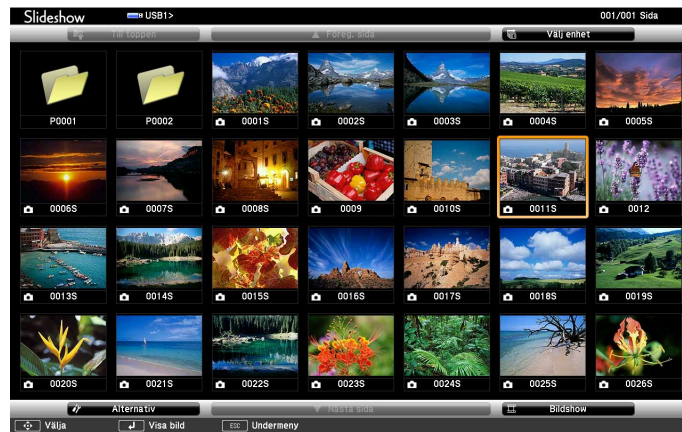 Slideshow USB1> 001/001 Sida
Till toppen Föreg. sida Välj enhet
P0001 P0002 0001S 0002S 0003S 0004S 0005S
0006S 0007S 0008S 0009 0010S 0011S 0012
0013S 0014S 0015S 0016S 0017S 0018S 0019S
0020S 0021S 0022S 0023S 0024S 0025S 0026S
Alternativ Nästa sida Bildshow
Välja Visa bild ESC Undermeny